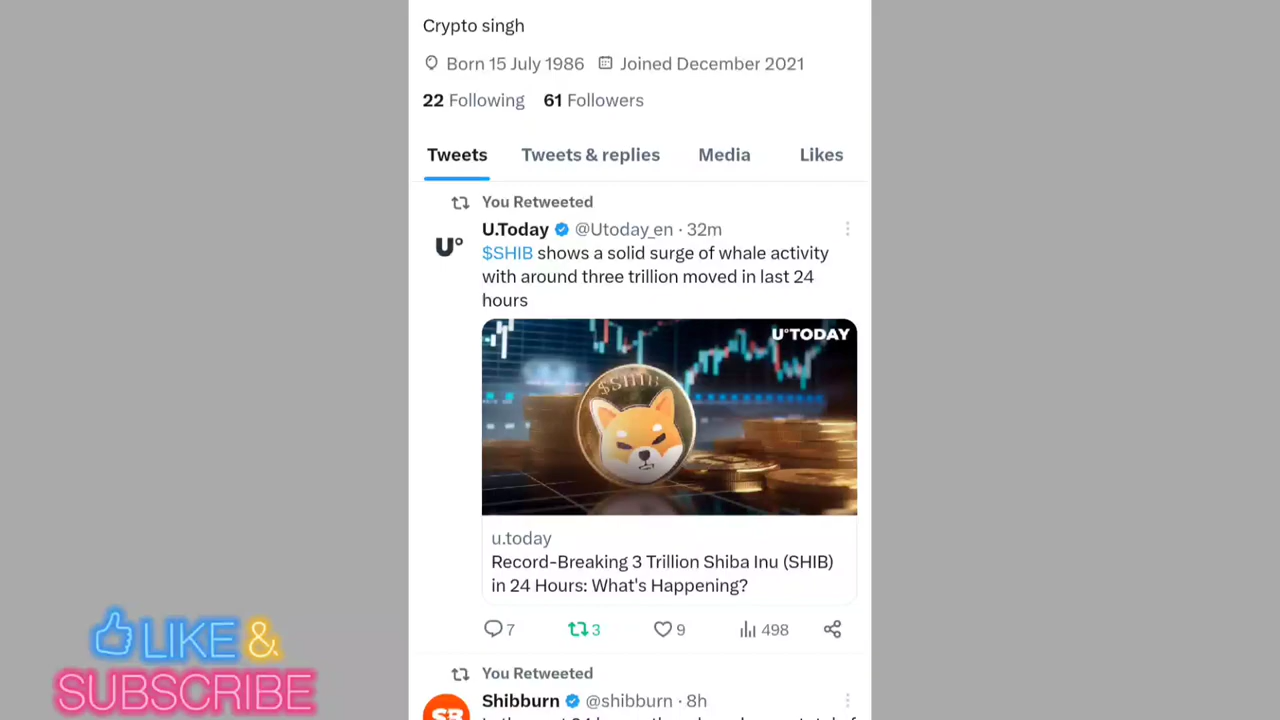 Crypto singh
Born 15 July 1986 Joined December 2021
22 Following 61 Followers
Tweets Tweets & replies Media Likes
You Retweeted
U.Today @Utoday_en · 32m
U°
$SHIB shows a solid surge of whale activity
with around three trillion moved in last 24
hours
U°TODAY
$SHIB
u.today
Record-Breaking 3 Trillion Shiba Inu (SHIB)
in 24 Hours: What's Happening?
7 3 9 498
You Retweeted
Shibburn @shibburn · 8h
SB
LIKE &
SUBSCRIBE